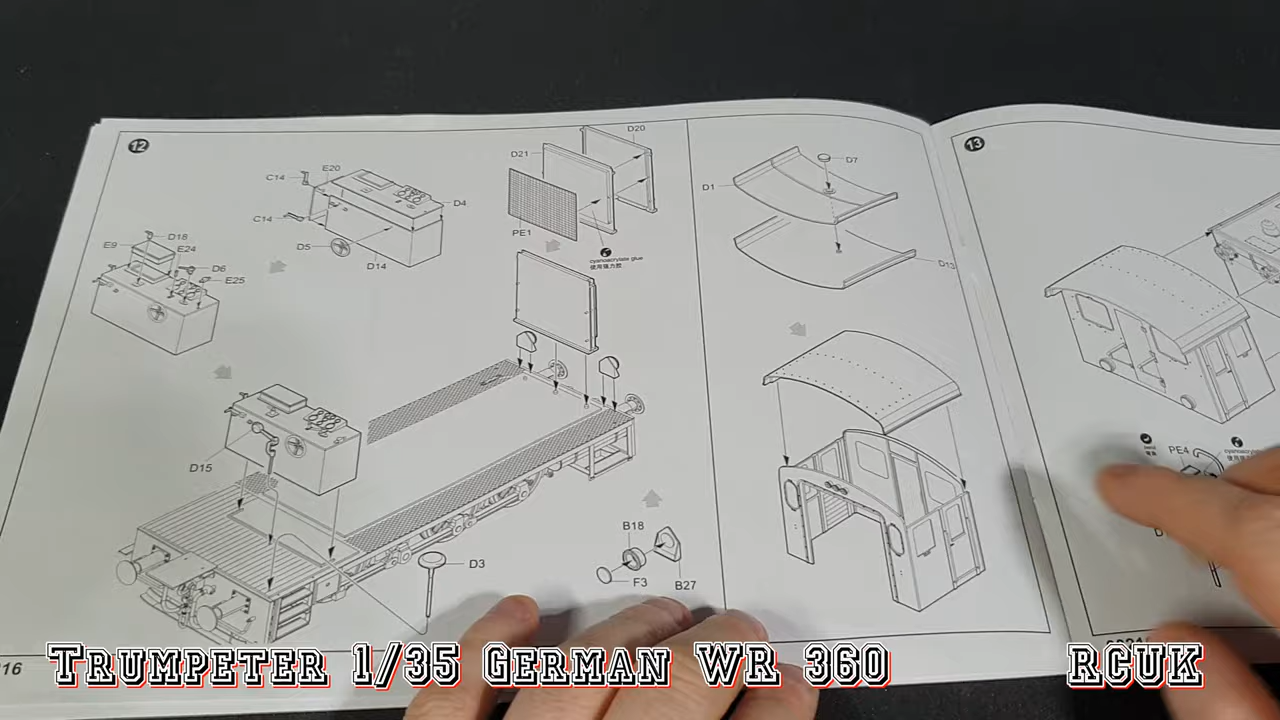 12
D20
D21
E20
C14
D4
C14
D5
D14
PE1
cyanoacrylate glue
使用强力胶
D18
E9
E24
D6
E25
D15
D3
B18
F3
B27
D7
D1
D13
13
PE4
16
TRUMPETER 1/35 GERMAN WR 360
RCUK